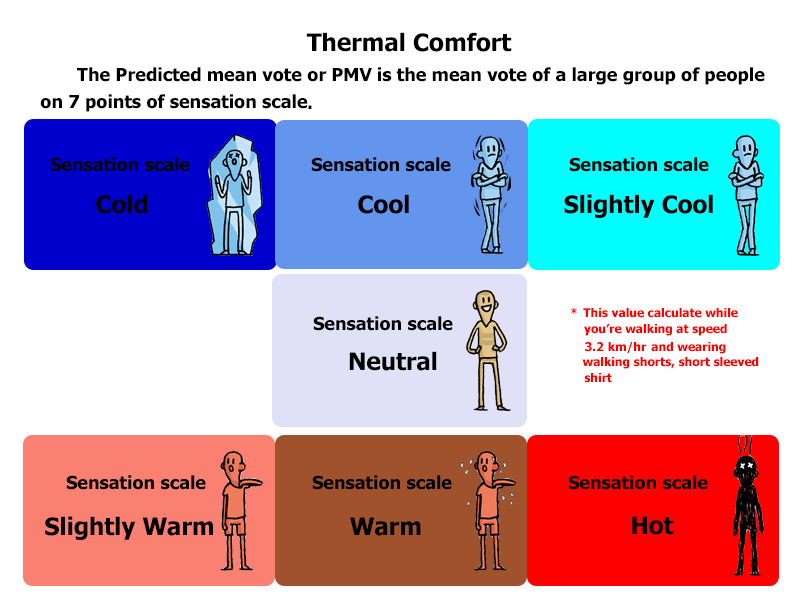 Thermal Comfort
The Predicted mean vote or PMV is the mean vote of a large group of people
on 7 points of sensation scale.
Sensation scale
Cold
Sensation scale
Cool
Sensation scale
Slightly Cool
Sensation scale
Neutral
* This value calculate while
you're walking at speed
3.2 km/hr and wearing
walking shorts, short sleeved
shirt
Sensation scale
Slightly Warm
Sensation scale
Warm
Sensation scale
Hot